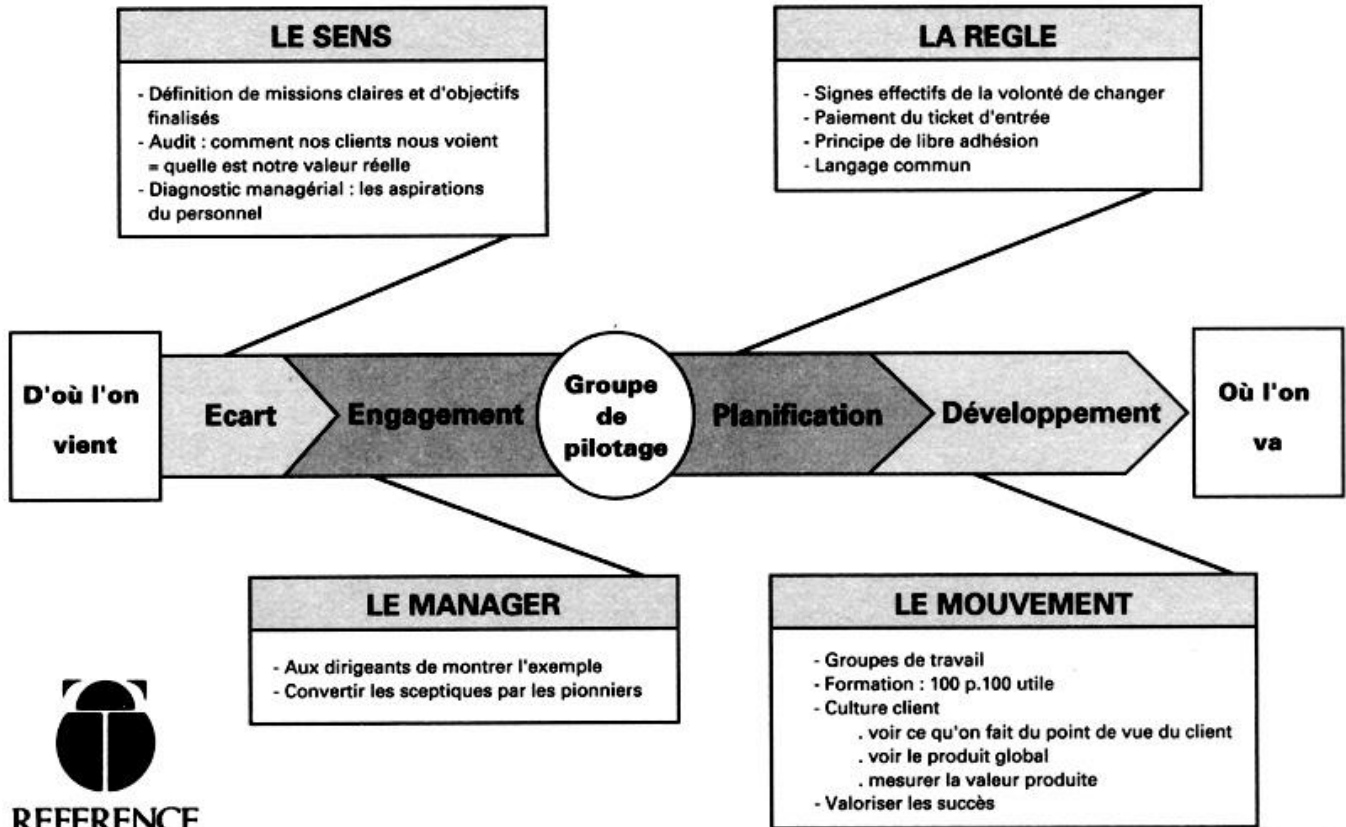 LE SENS
- Définition de missions claires et d'objectifs
finalisés
- Audit : comment nos clients nous voient
= quelle est notre valeur réelle
- Diagnostic managérial : les aspirations
du personnel
LA REGLE
- Signes effectifs de la volonté de changer
- Paiement du ticket d'entrée
- Principe de libre adhésion
- Langage commun
D'où l'on
vient
Ecart
Engagement
Groupe
de
pilotage
Planification
Développement
Où l'on
va
LE MANAGER
- Aux dirigeants de montrer l'exemple
- Convertir les sceptiques par les pionniers
LE MOUVEMENT
- Groupes de travail
- Formation : 100 p.100 utile
- Culture client
. voir ce qu'on fait du point de vue du client
. voir le produit global
. mesurer la valeur produite
- Valoriser les succès
REFERENCE